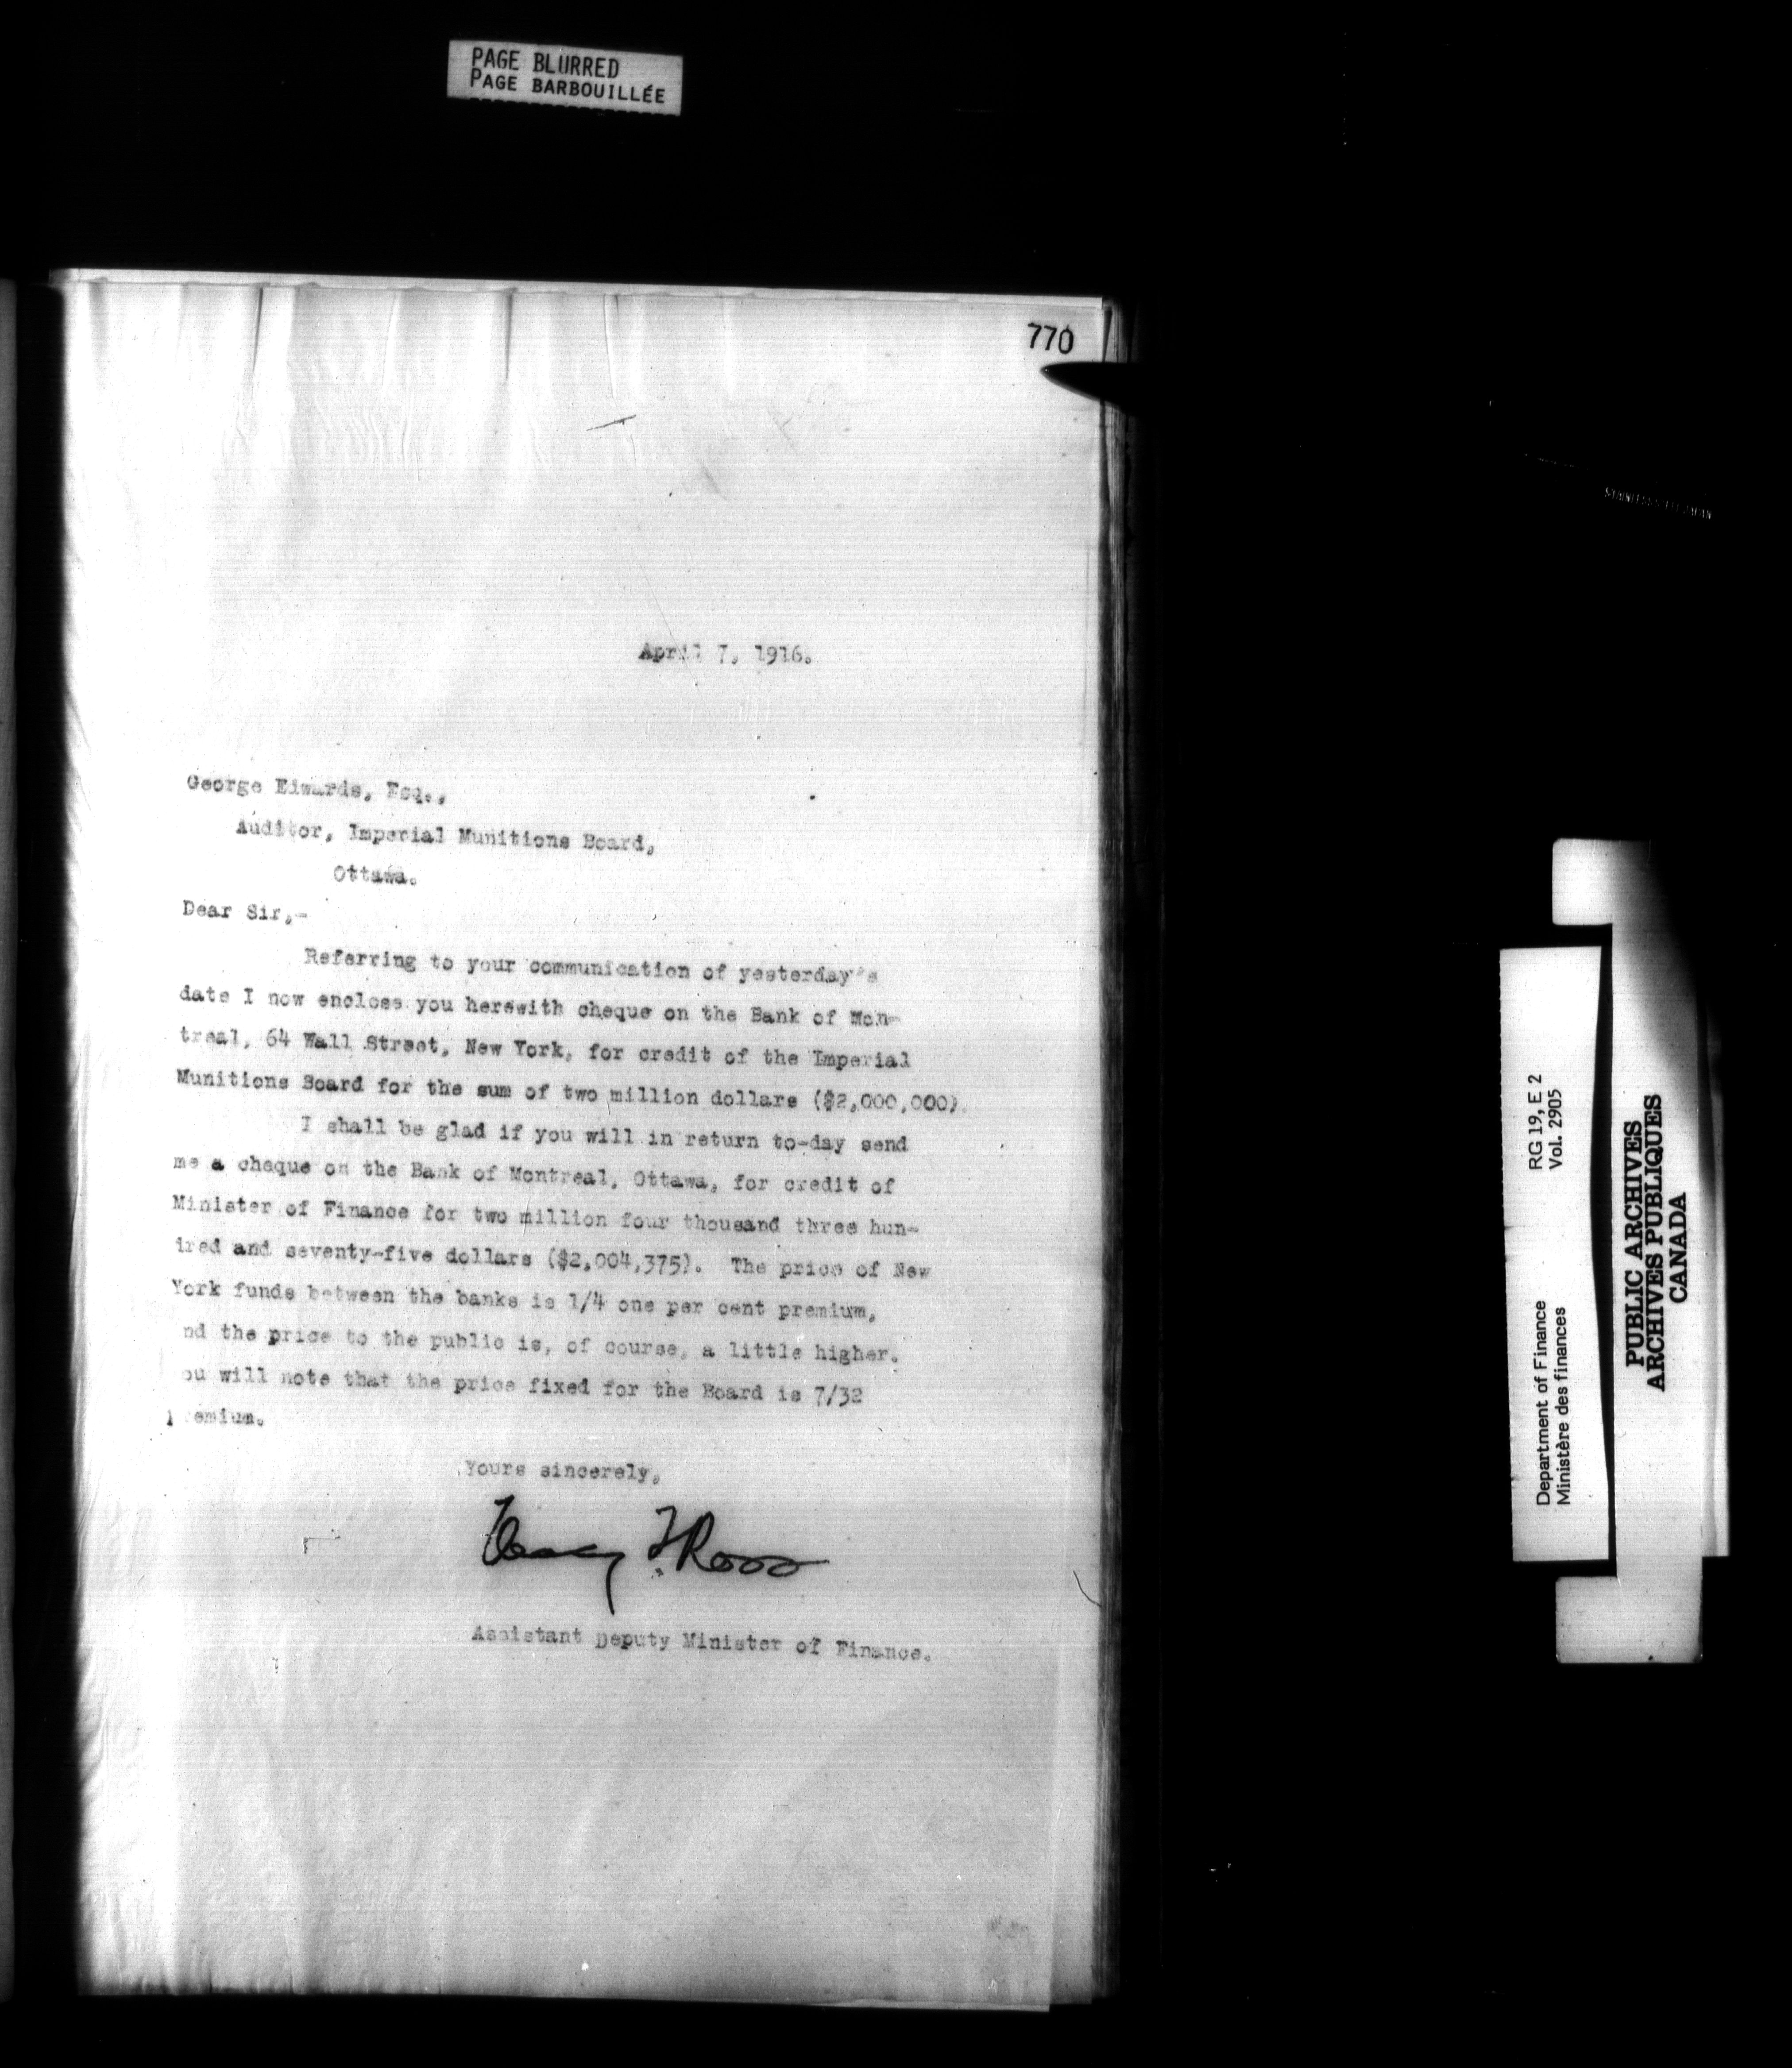 PAGE BLURRED
PAGE BARBOUILLÉE
770
April 7, 1916.
George Edwards, Esq.,
Auditor, Imperial Munitions Board,
Ottawa.
Dear Sir,-
Referring to your communication of yesterday's
date I now enclose you herewith cheque on the Bank of Mon-
treal, 64 Wall Street, New York, for credit of the Imperial
Munitions Board for the sum of two million dollars ($2,000,000).
I shall be glad if you will in return to-day send
me a cheque on the Bank of Montreal, Ottawa, for credit of
Minister of Finance for two million four thousand three hun-
dred and seventy-five dollars ($2,004,375). The price of New
York funds between the banks is 1/4 one per cent premium,
nd the price to the public is, of course, a little higher.
ou will note that the price fixed for the Board is 7/32
p emium.
Yours sincerely,
Henry T. Ross
Assistant Deputy Minister of Finance.
RG 19, E 2
Vol. 2905
Department of Finance
Ministère des finances
PUBLIC ARCHIVES
ARCHIVES PUBLIQUES
CANADA